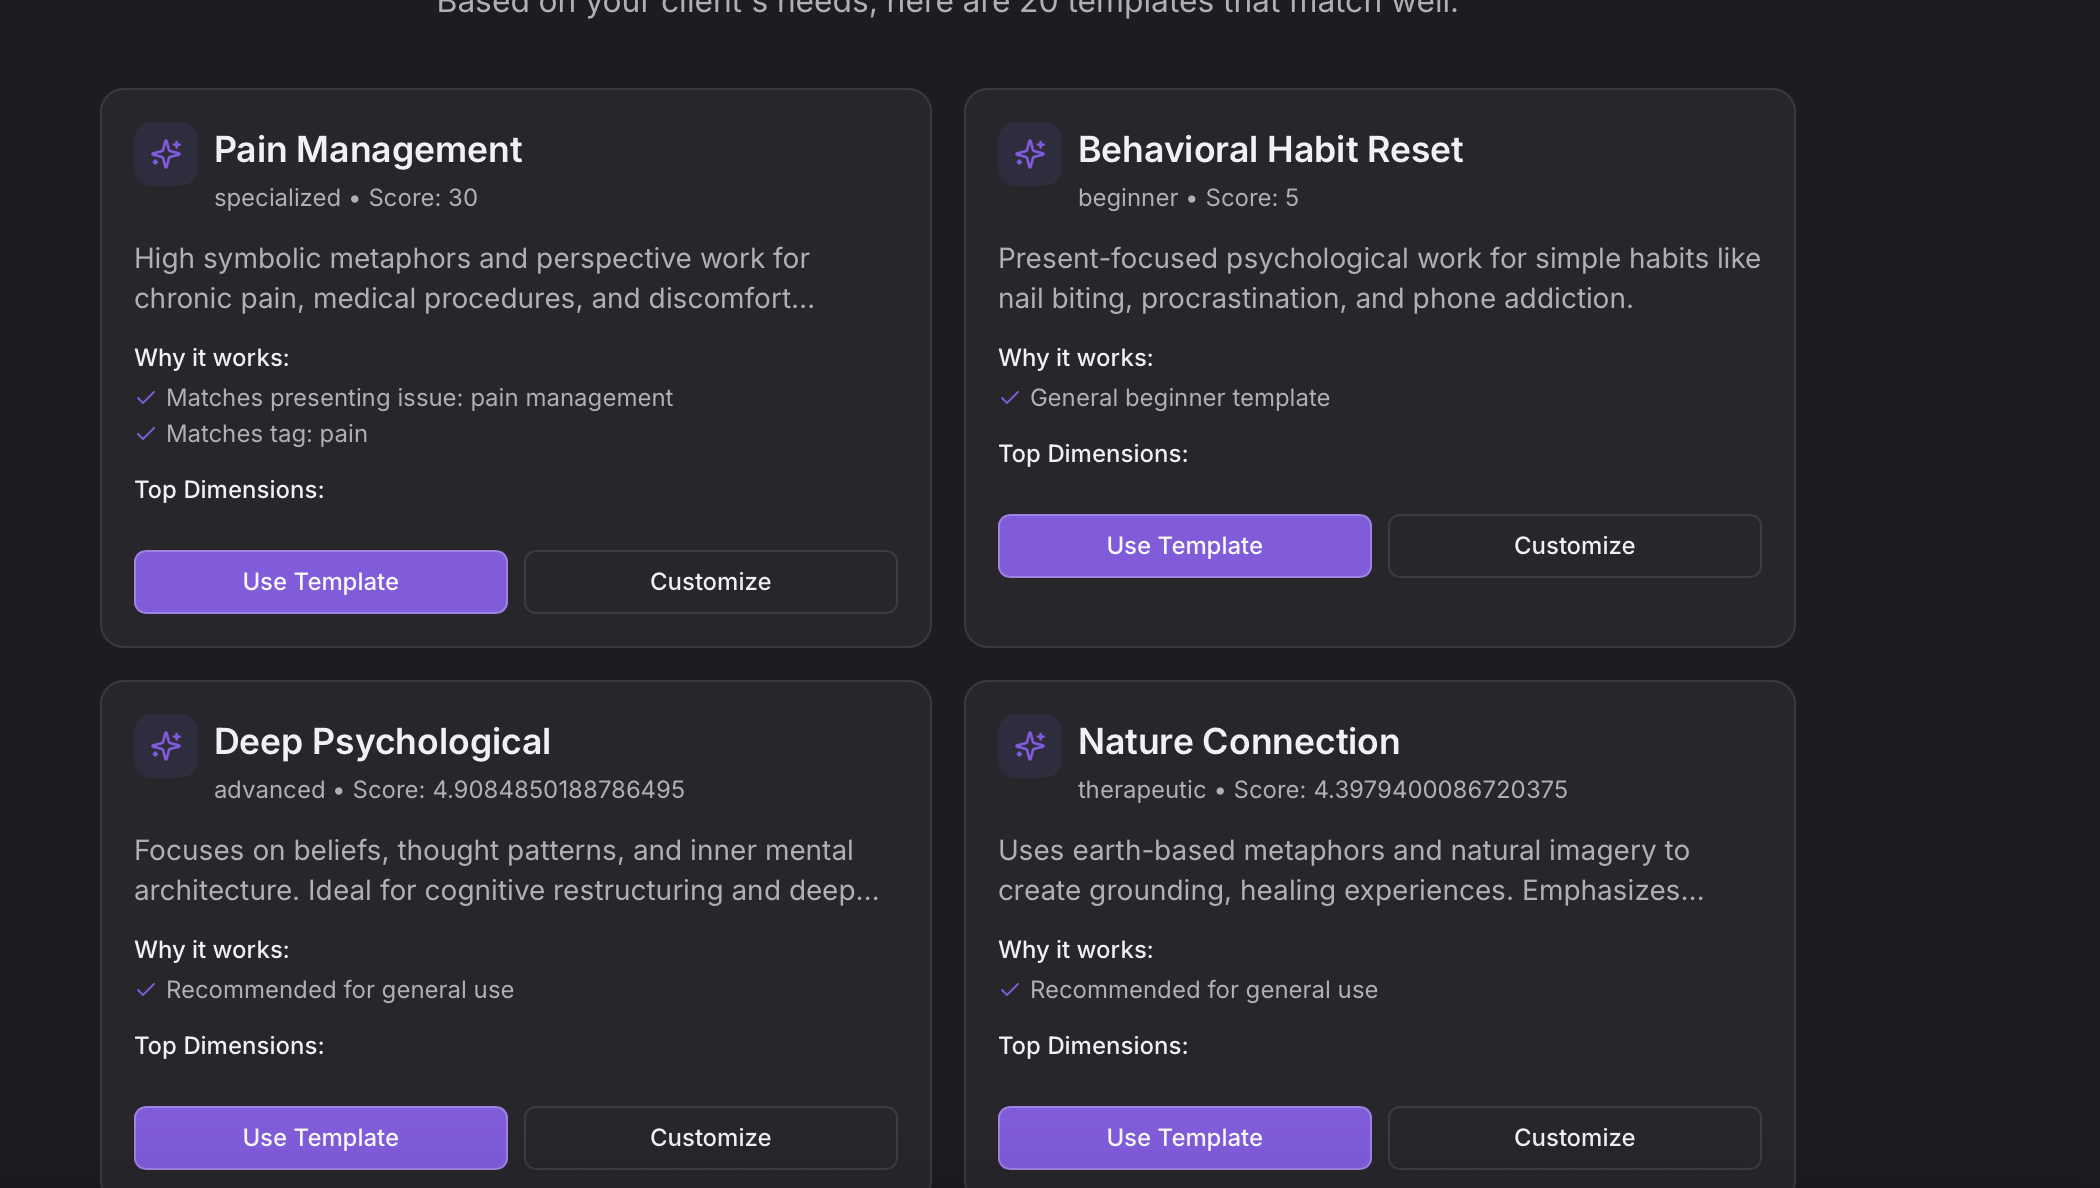 Based on your client's needs, here are 20 templates that match well.
Pain Management
specialized • Score: 30
High symbolic metaphors and perspective work for
chronic pain, medical procedures, and discomfort...
Why it works:
Matches presenting issue: pain management
Matches tag: pain
Top Dimensions:
Use Template
Customize
Behavioral Habit Reset
beginner • Score: 5
Present-focused psychological work for simple habits like
nail biting, procrastination, and phone addiction.
Why it works:
General beginner template
Top Dimensions:
Use Template
Customize
Deep Psychological
advanced • Score: 4.9084850188786495
Focuses on beliefs, thought patterns, and inner mental
architecture. Ideal for cognitive restructuring and deep...
Why it works:
Recommended for general use
Top Dimensions:
Use Template
Customize
Nature Connection
therapeutic • Score: 4.3979400086720375
Uses earth-based metaphors and natural imagery to
create grounding, healing experiences. Emphasizes...
Why it works:
Recommended for general use
Top Dimensions:
Use Template
Customize